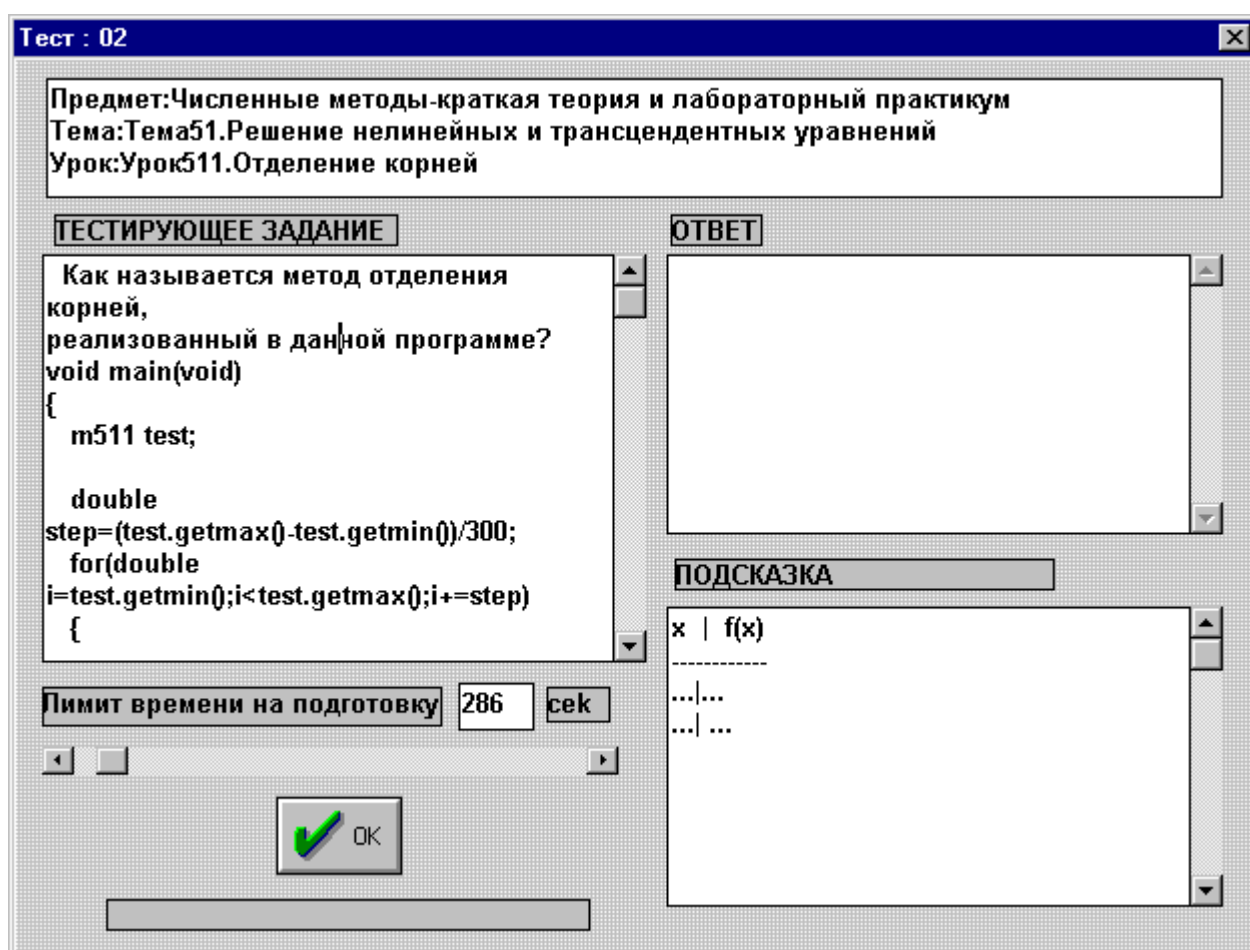 Тест : 02
Предмет:Численные методы-краткая теория и лабораторный практикум
Тема:Тема51.Решение нелинейных и трансцендентных уравнений
Урок:Урок511.Отделение корней
ТЕСТИРУЮЩЕЕ ЗАДАНИЕ
Как называется метод отделения
корней,
реализованный в данной программе?
void main(void)
{
m511 test;
double
step=(test.getmax()-test.getmin())/300;
for(double
i=test.getmin();i<test.getmax();i+=step)
{
Лимит времени на подготовку 286 сек
OK
ОТВЕТ
ПОДСКАЗКА
x | f(x)
------------
...|...
...| ...